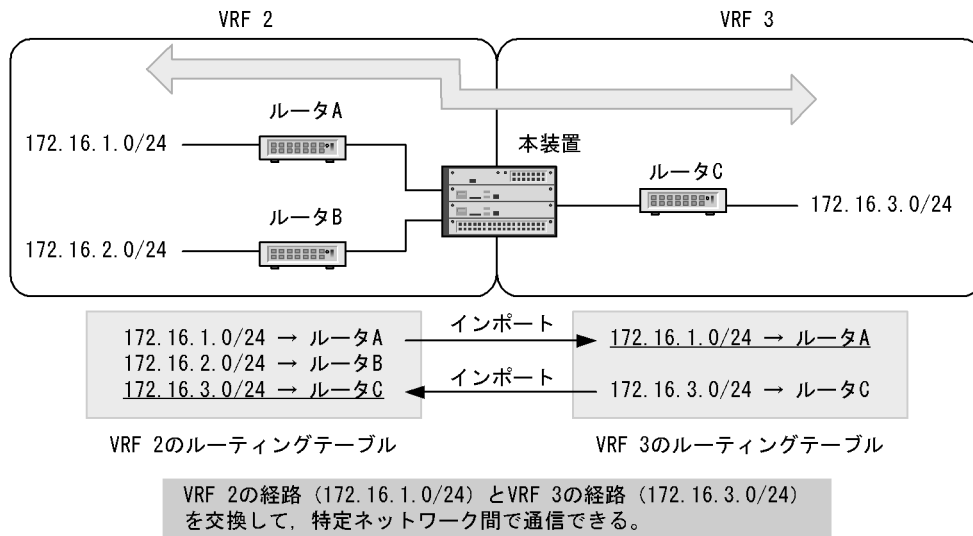 VRF 2
VRF 3
ルータA
172.16.1.0/24
本装置
ルータC
ルータB
172.16.3.0/24
172.16.2.0/24
172.16.1.0/24 → ルータA
172.16.2.0/24 → ルータB
172.16.3.0/24 → ルータC
インポート
インポート
172.16.1.0/24 → ルータA
172.16.3.0/24 → ルータC
VRF 2のルーティングテーブル
VRF 3のルーティングテーブル
VRF 2の経路（172.16.1.0/24）とVRF 3の経路（172.16.3.0/24）
を交換して，特定ネットワーク間で通信できる。